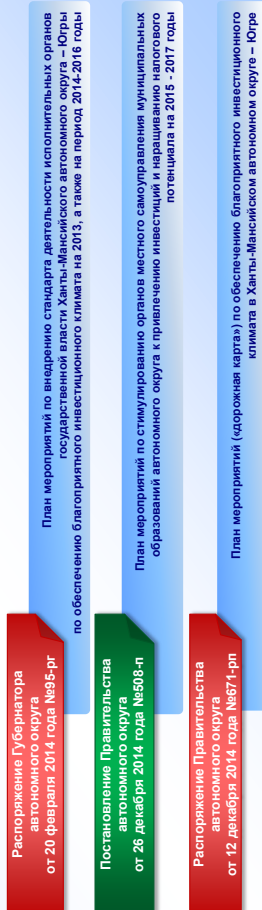 Распоряжение Губернатора
автономного округа
от 20 февраля 2014 года №95-рг
План мероприятий по внедрению стандарта деятельности исполнительных органов
государственной власти Ханты-Мансийского автономного округа – Югры
по обеспечению благоприятного инвестиционного климата на 2013, а также на период 2014-2016 годы
Постановление Правительства
автономного округа
от 26 декабря 2014 года №508-п
План мероприятий по стимулированию органов местного самоуправления муниципальных
образований автономного округа к привлечению инвестиций и наращиванию налогового
потенциала на 2015 - 2017 годы
Распоряжение Правительства
автономного округа
от 12 декабря 2014 года №671-рп
План мероприятий («дорожная карта») по обеспечению благоприятного инвестиционного
климата в Ханты-Мансийском автономном округе – Югре